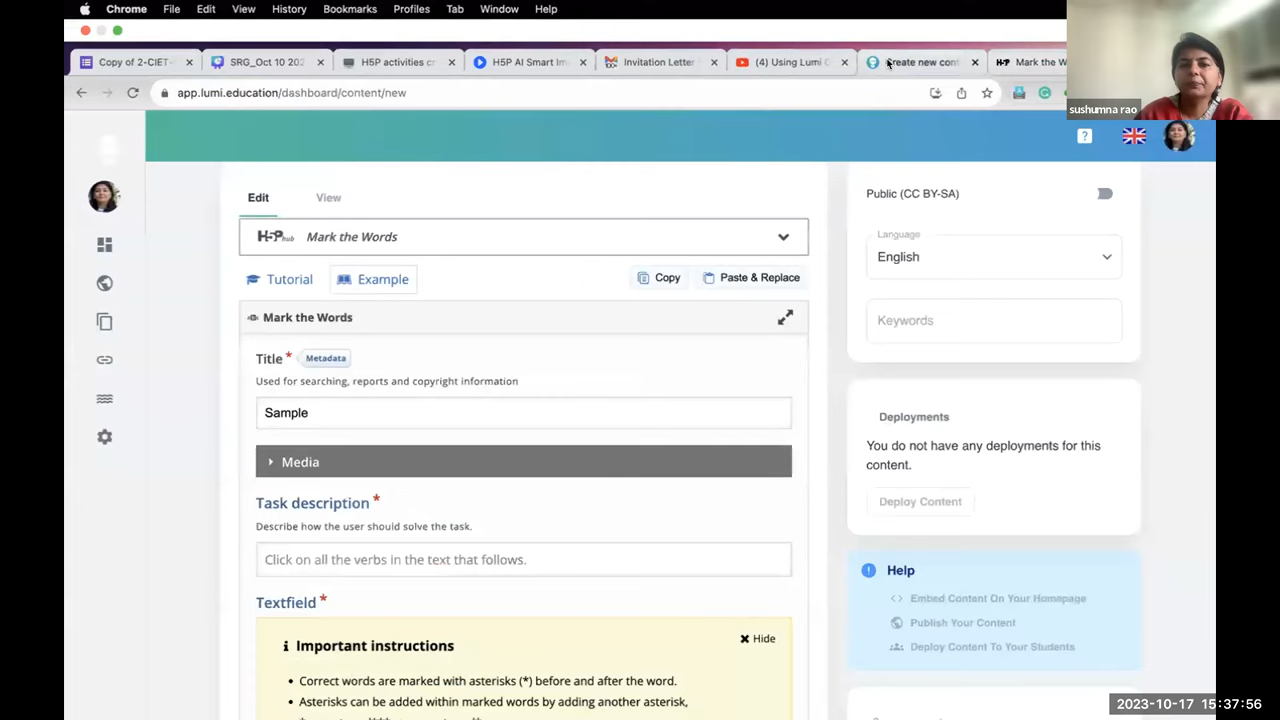 Chrome File Edit View History Bookmarks Profiles Tab Window Help
Copy of 2-CIET- SRG_Oct 10 202 H5P activities c H5P AI Smart Im Invitation Letter (4) Using Lumi Create new cont H5P Mark the W
app.lumi.education/dashboard/content/new
sushumna rao
Edit View
H5P hub Mark the Words
Tutorial Example Copy Paste & Replace
Mark the Words
Title * Metadata
Used for searching, reports and copyright information
Sample
Media
Task description *
Describe how the user should solve the task.
Click on all the verbs in the text that follows.
Textfield *
Important instructions Hide
• Correct words are marked with asterisks (*) before and after the word.
• Asterisks can be added within marked words by adding another asterisk,
Public (CC BY-SA)
Language
English
Keywords
Deployments
You do not have any deployments for this
content.
Deploy Content
Help
Embed Content On Your Homepage
Publish Your Content
Deploy Content To Your Students
2023-10-17 15:37:56